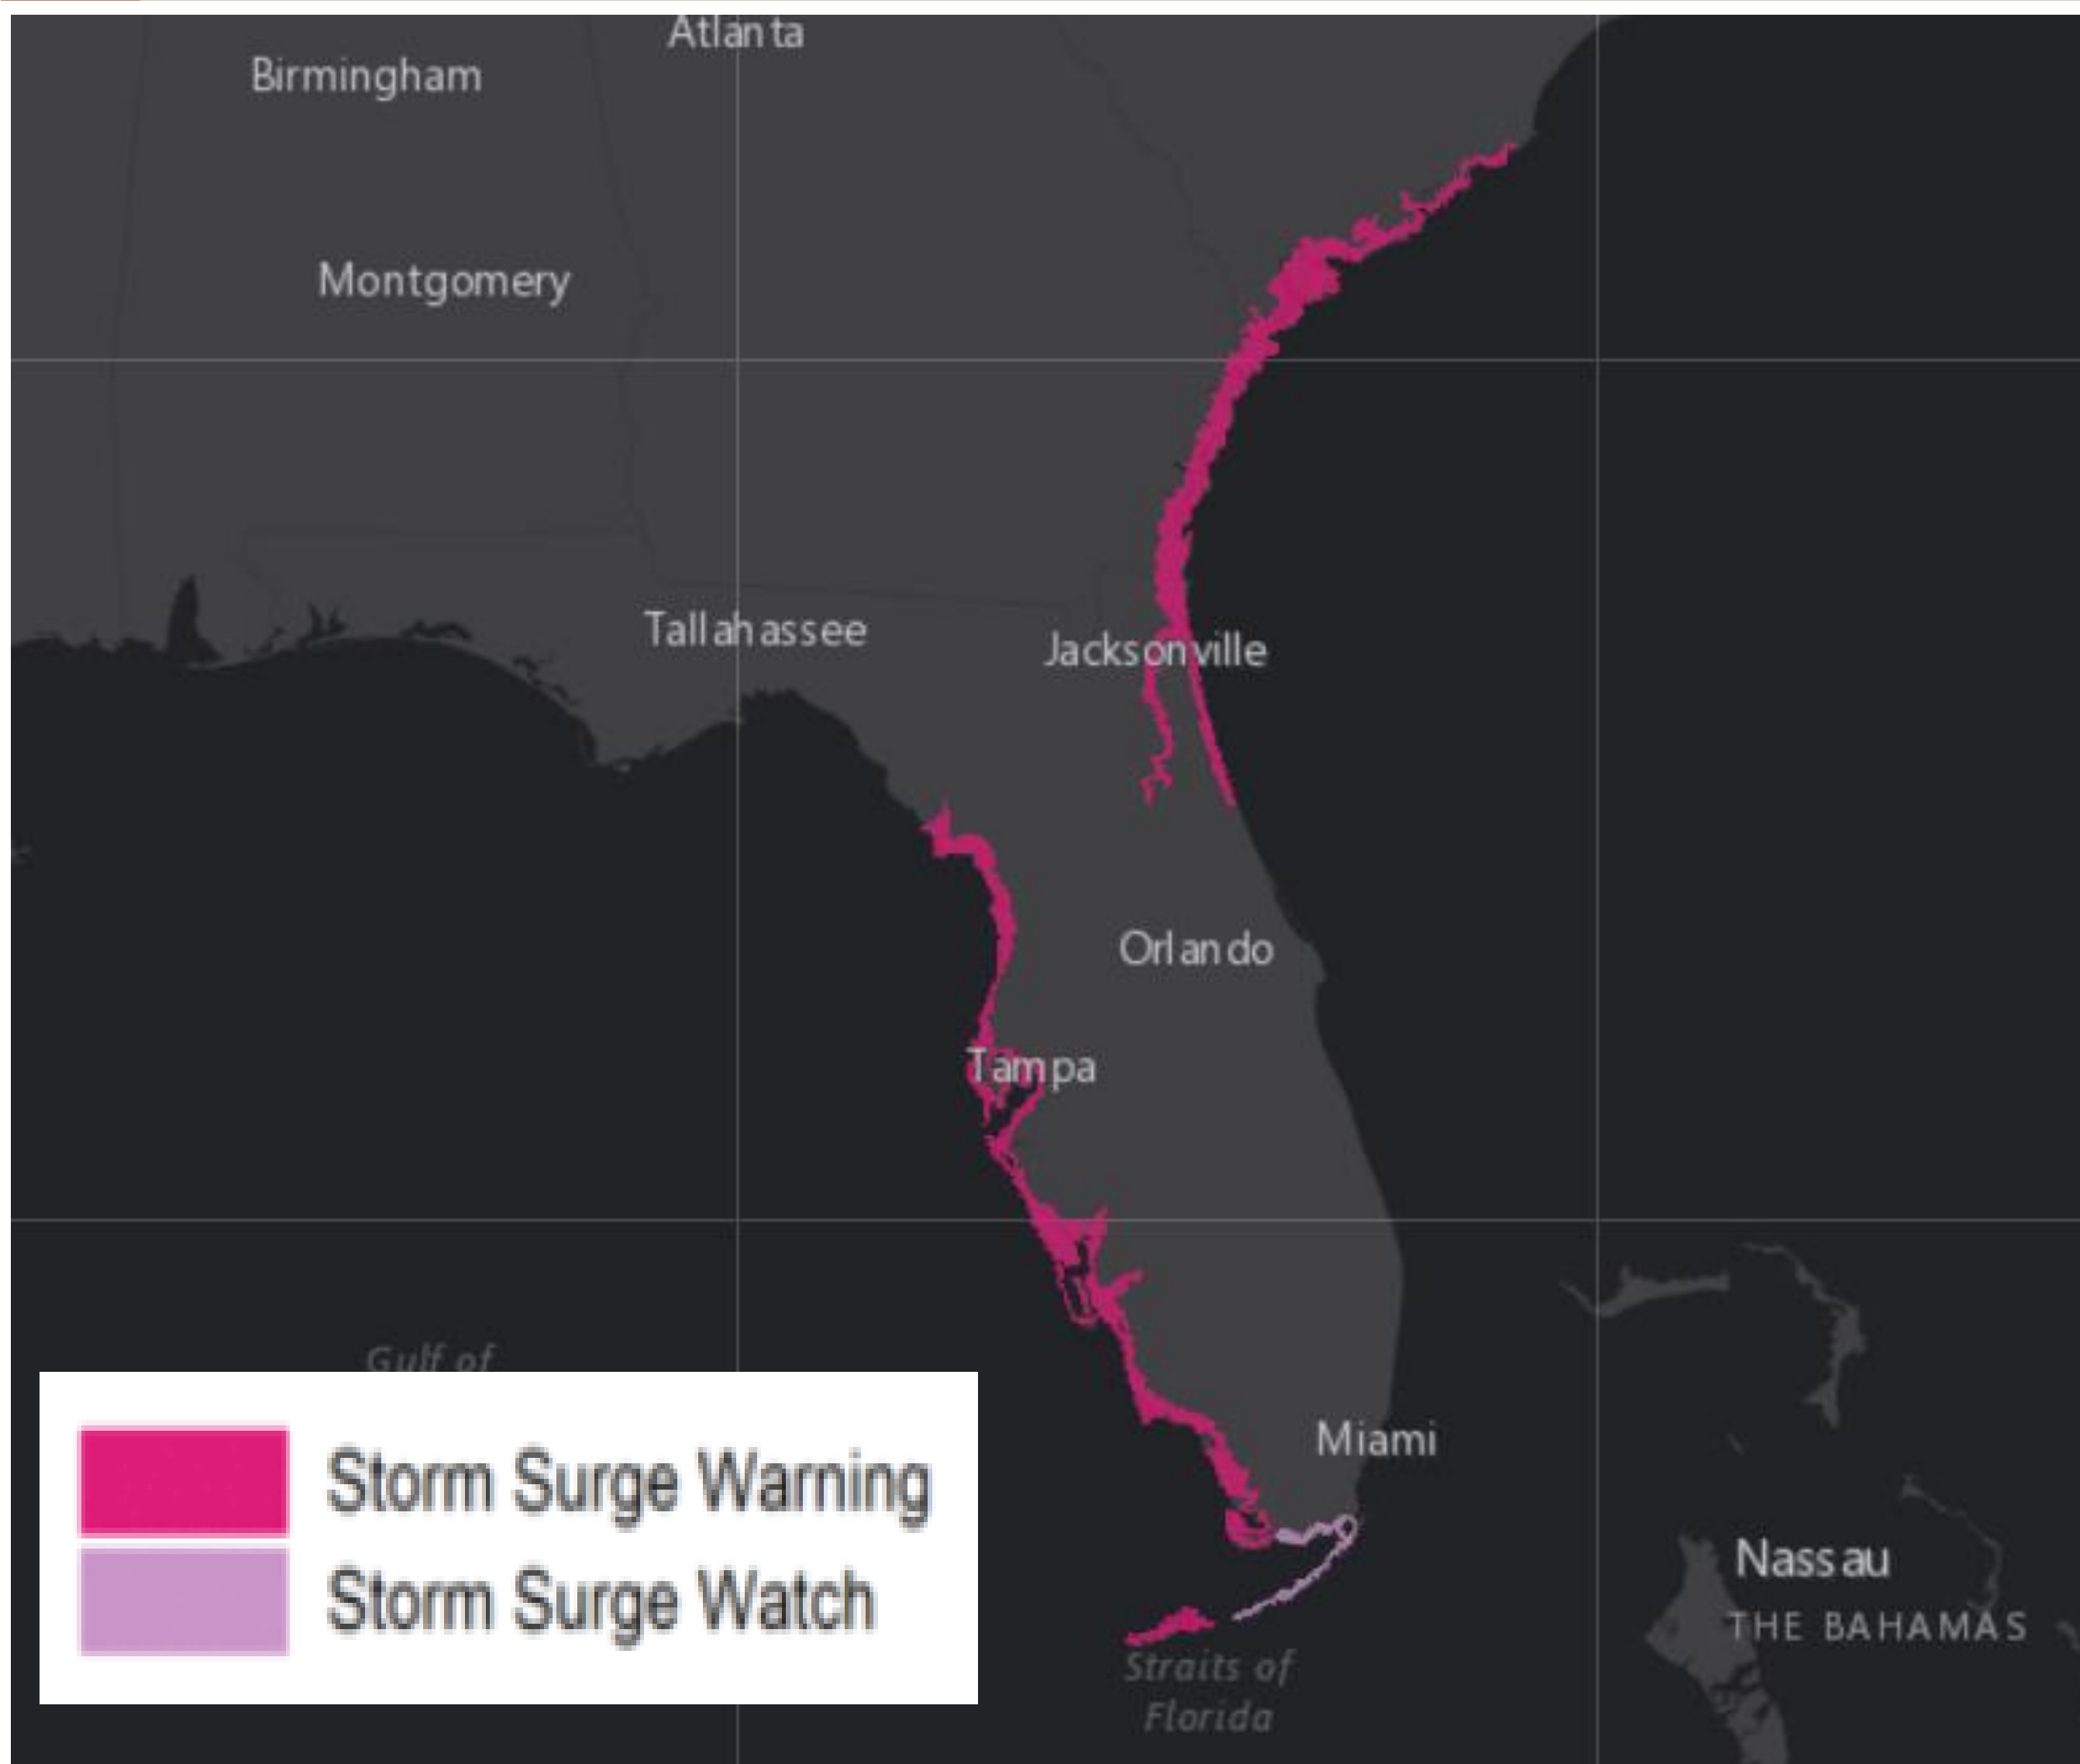 Atlanta
Birmingham
Montgomery
Tallahassee
Jacksonville
Orlando
Tampa
Gulf of
Miami
Storm Surge Warning
Storm Surge Watch
Nassau
THE BAHAMAS
Straits of
Florida